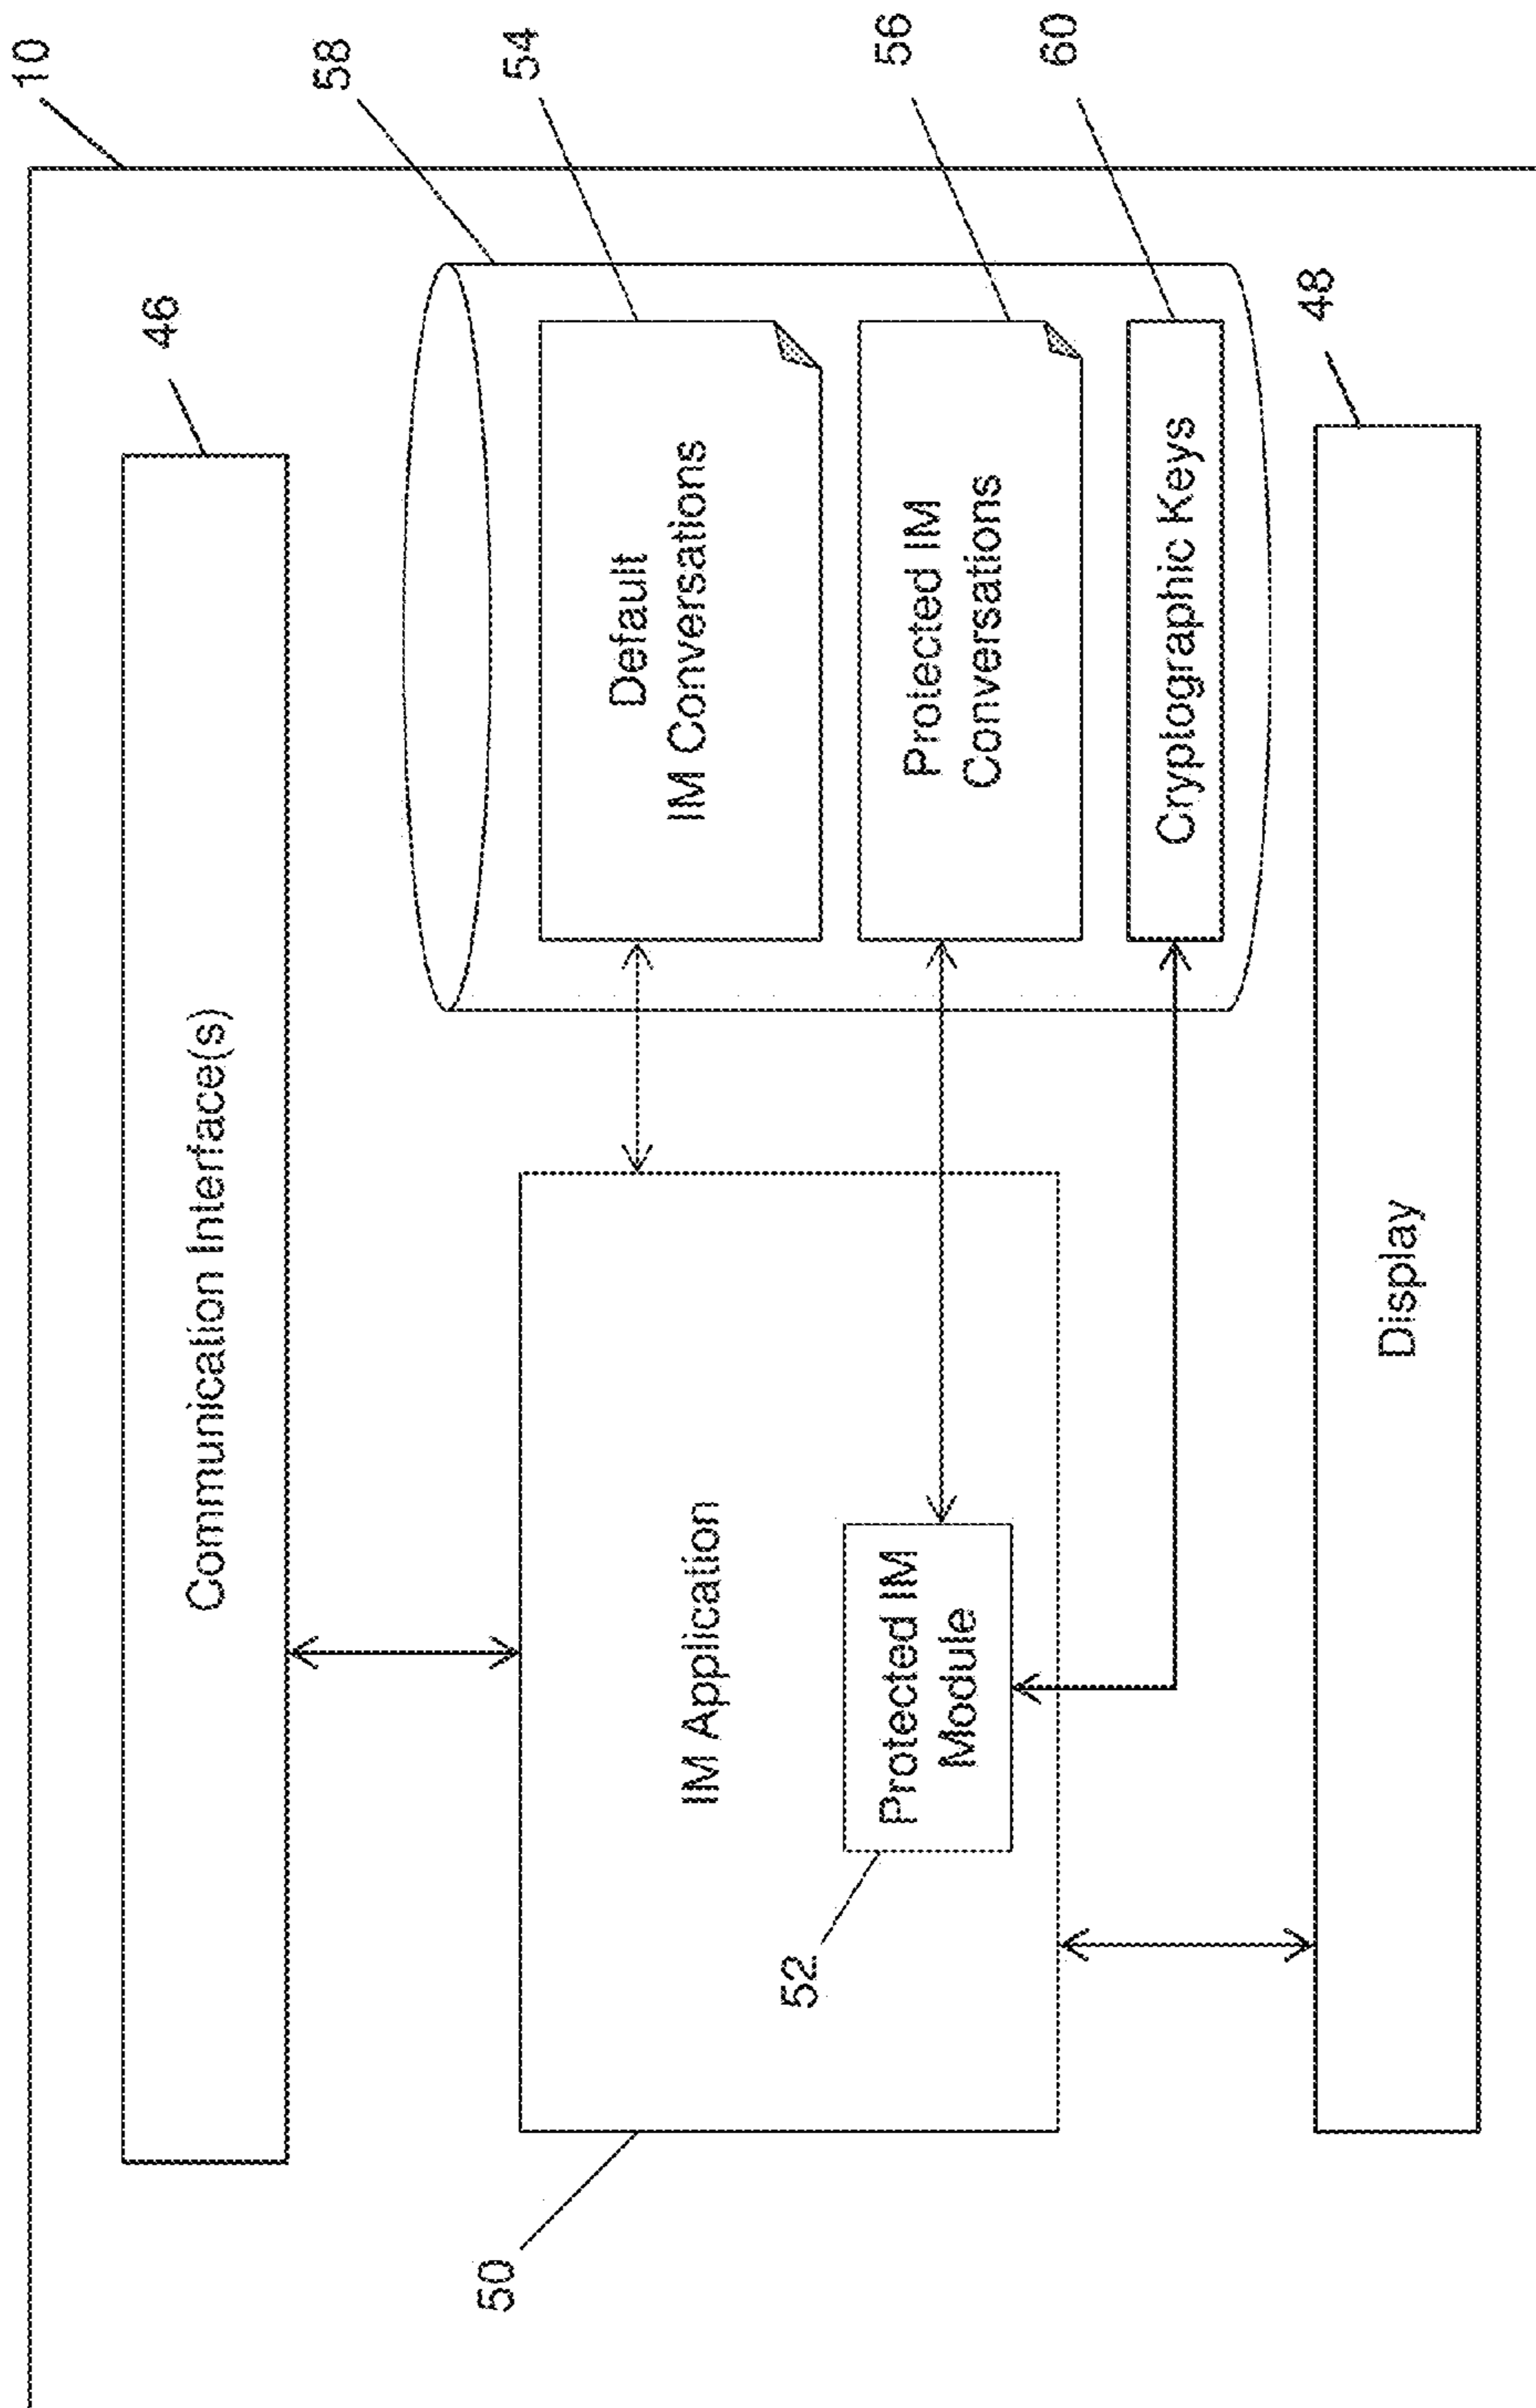 10
46
Communication Interface(s)
58
54
Default
IM Conversations
56
Protected IM
Conversations
60
Cryptographic Keys
50
IM Application
52
Protected IM
Module
48
Display